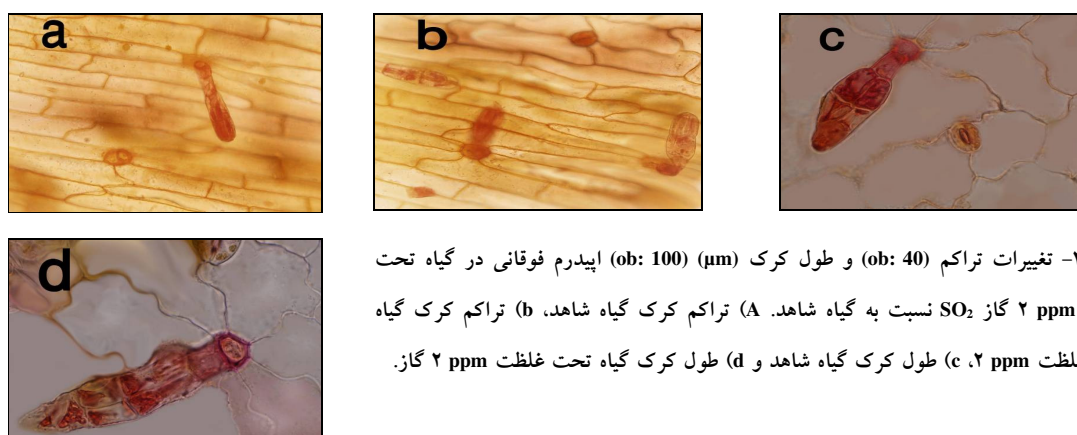 a
b
c
d
- تغییرات تراکم (ob: 40) و طول کرک (µm) (ob: 100) اپیدرم فوقانی در گیاه تحت
۲ ppm گاز SO₂ نسبت به گیاه شاهد. A) تراکم کرک گیاه شاهد، b) تراکم کرک گیاه
۲ ppm، c) طول کرک گیاه شاهد و d) طول کرک گیاه تحت غلظت ۲ ppm گاز.